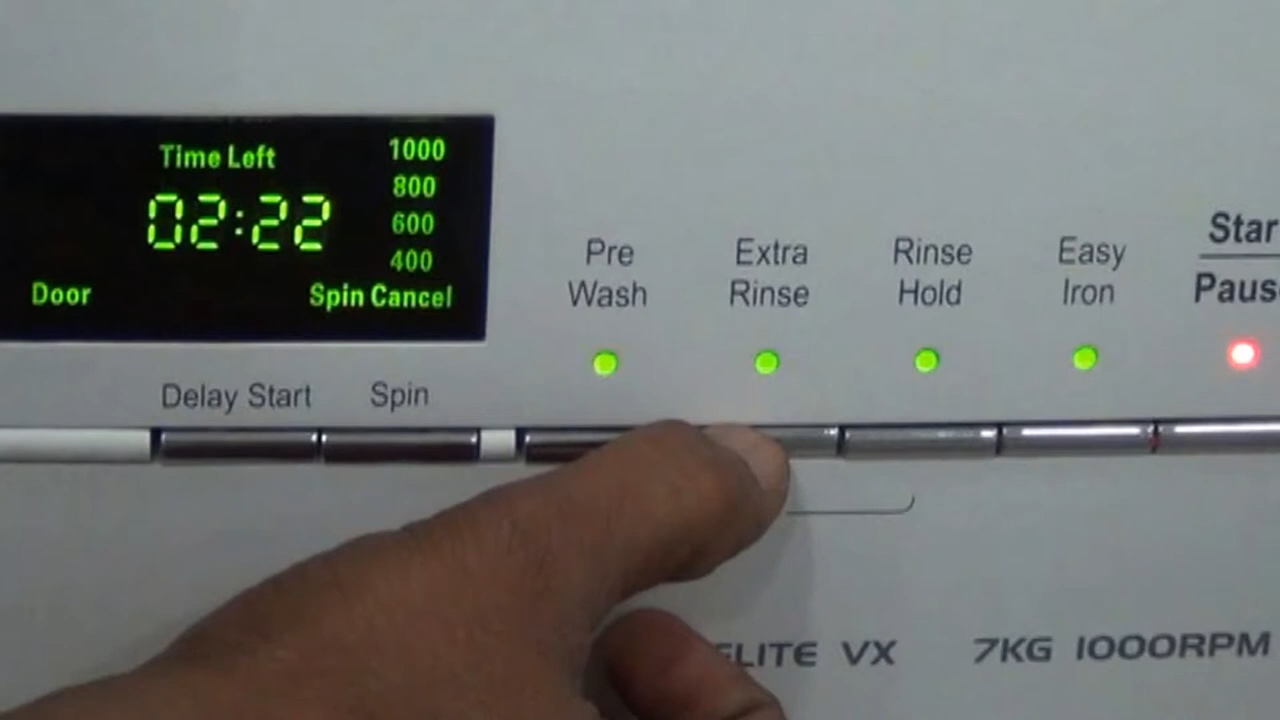 Time Left
02:22
1000
800
600
400
Door
Spin Cancel
Delay Start
Spin
Pre
Wash
Extra
Rinse
Rinse
Hold
Easy
Iron
Star
Paus
ELITE VX
7KG 1000RPM